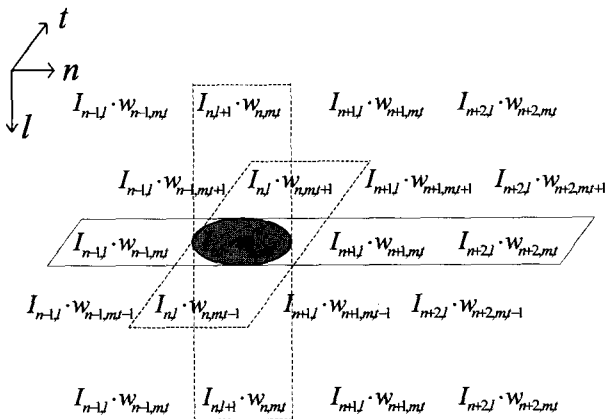 t
n
l
I_{n-1,l} · w_{n-1,m,t} I_{n,l+1} · w_{n,m,t} I_{n+1,l} · w_{n+1,m,t} I_{n+2,l} · w_{n+2,m,t}
I_{n-1,l} · w_{n-1,m,t+1} I_{n,l} · w_{n,m,t+1} I_{n+1,l} · w_{n+1,m,t+1} I_{n+2,l} · w_{n+2,m,t+1}
I_{n-1,l} · w_{n-1,m,t} I_{n+1,l} · w_{n+1,m,t} I_{n+2,l} · w_{n+2,m,t}
I_{n-1,l} · w_{n-1,m,t-1} I_{n,l} · w_{n,m,t-1} I_{n+1,l} · w_{n+1,m,t-1} I_{n+2,l} · w_{n+2,m,t-1}
I_{n-1,l} · w_{n-1,m,t} I_{n,l+1} · w_{n,m,t} I_{n+1,l} · w_{n+1,m,t} I_{n+2,l} · w_{n+2,m,t}